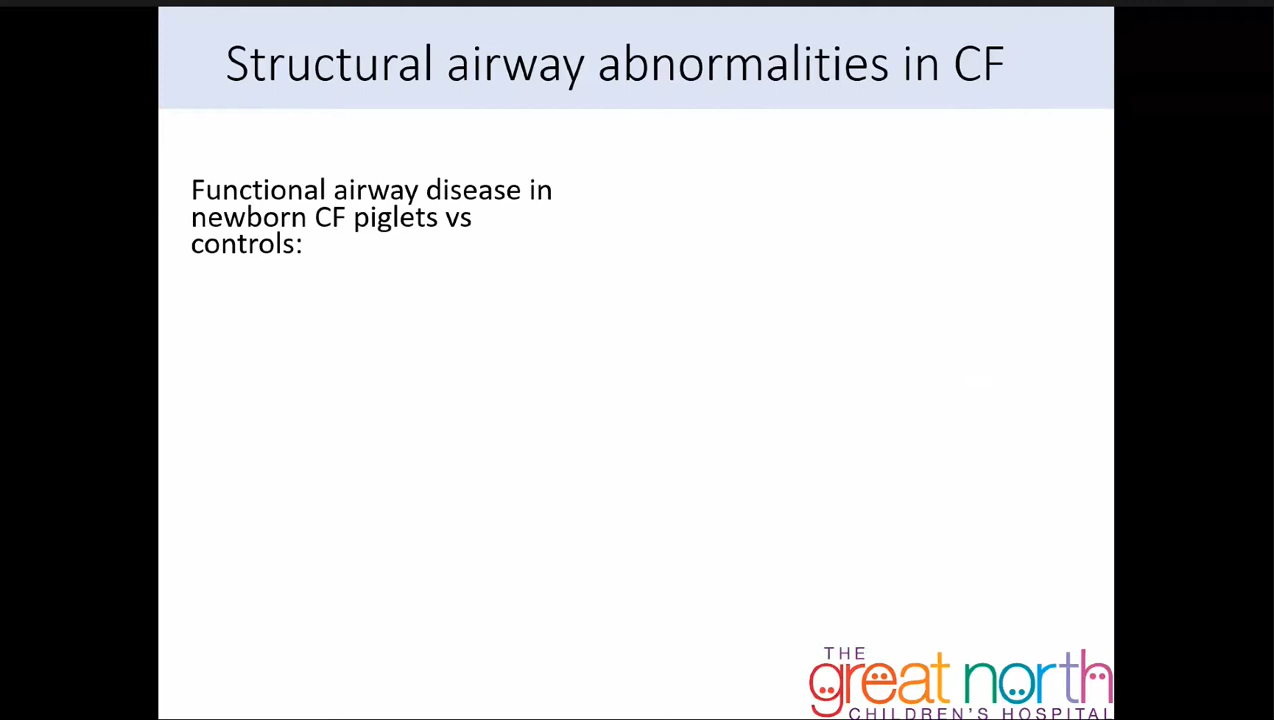 Structural airway abnormalities in CF
Functional airway disease in
newborn CF piglets vs
controls:
THE
great north
CHILDREN'S HOSPITAL